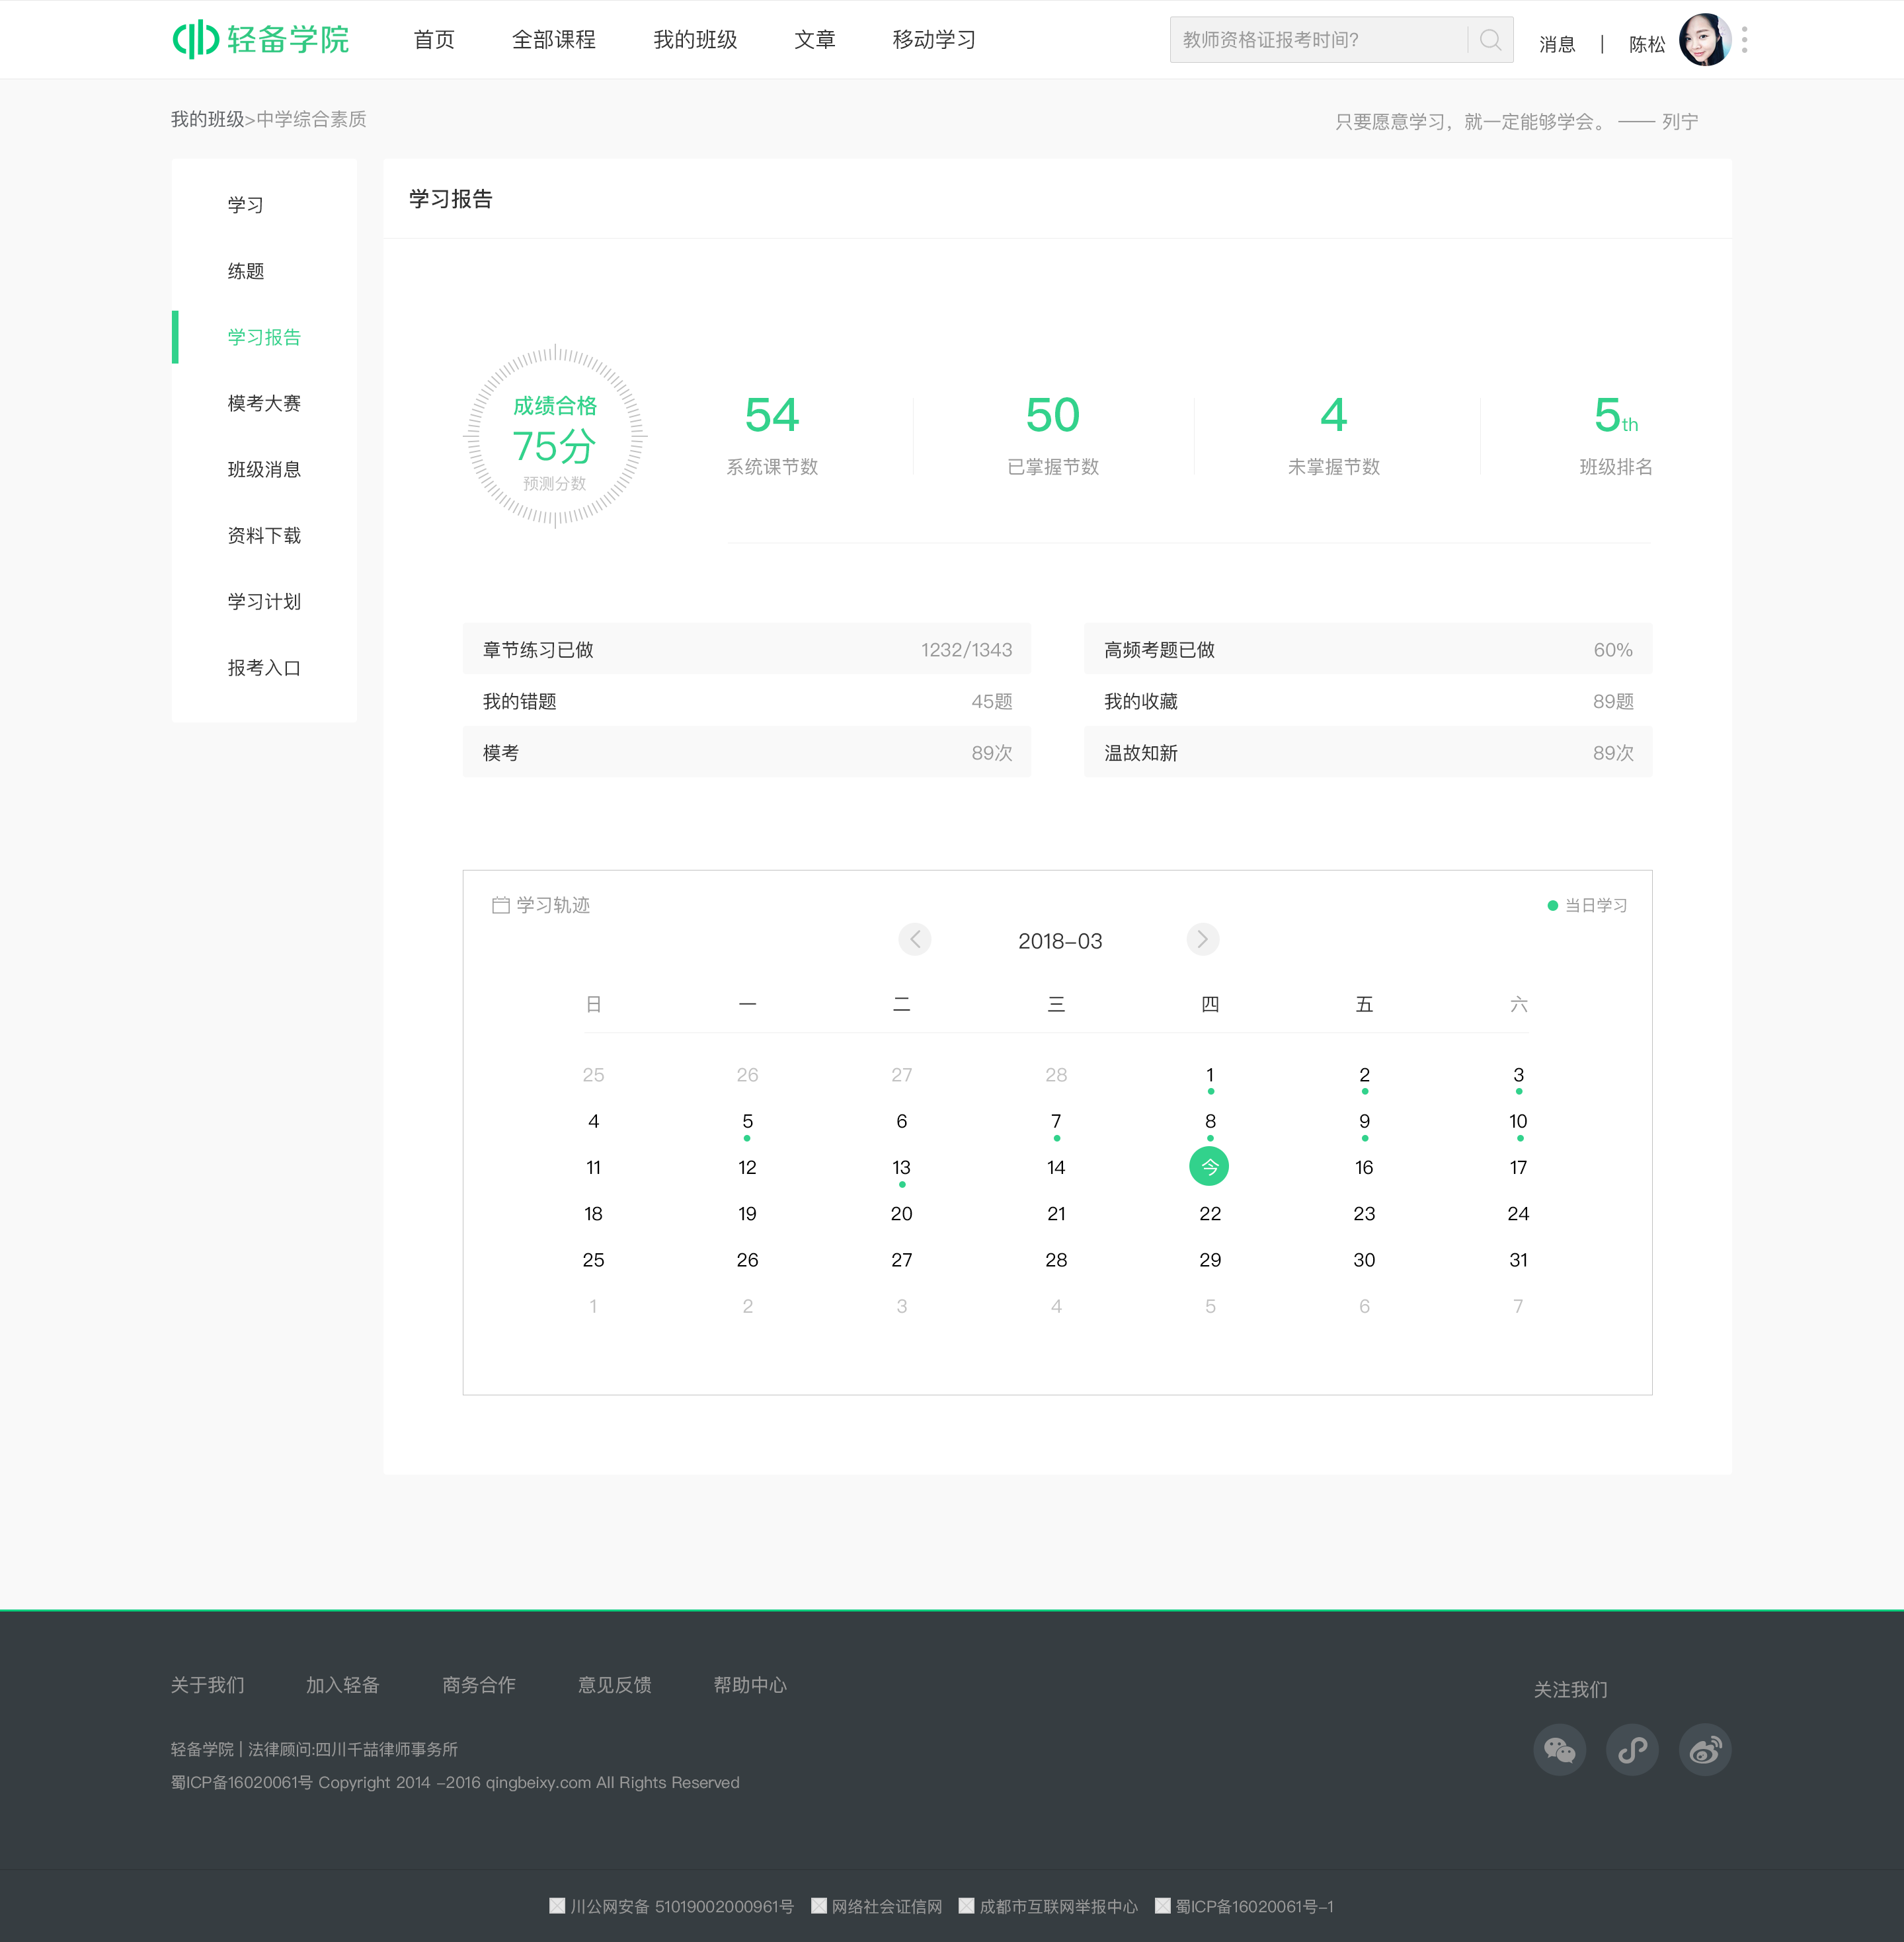 轻备学院 首页 全部课程 我的班级 文章 移动学习 教师资格证报考时间? 消息 | 陈松
我的班级>中学综合素质
只要愿意学习，就一定能够学会。 —— 列宁
学习
练题
学习报告
模考大赛
班级消息
资料下载
学习计划
报考入口
学习报告
成绩合格
75分
预测分数
54
系统课节数
50
已掌握节数
4
未掌握节数
5th
班级排名
章节练习已做 1232/1343
高频考题已做 60%
我的错题 45题
我的收藏 89题
模考 89次
温故知新 89次
学习轨迹
当日学习
2018-03
日 一 二 三 四 五 六
25 26 27 28 1 2 3
4 5 6 7 8 9 10
11 12 13 14 今 16 17
18 19 20 21 22 23 24
25 26 27 28 29 30 31
1 2 3 4 5 6 7
关于我们 加入轻备 商务合作 意见反馈 帮助中心
关注我们
轻备学院 | 法律顾问:四川千喆律师事务所
蜀ICP备16020061号 Copyright 2014 -2016 qingbeixy.com All Rights Reserved
川公网安备 51019002000961号 网络社会证信网 成都市互联网举报中心 蜀ICP备16020061号-1